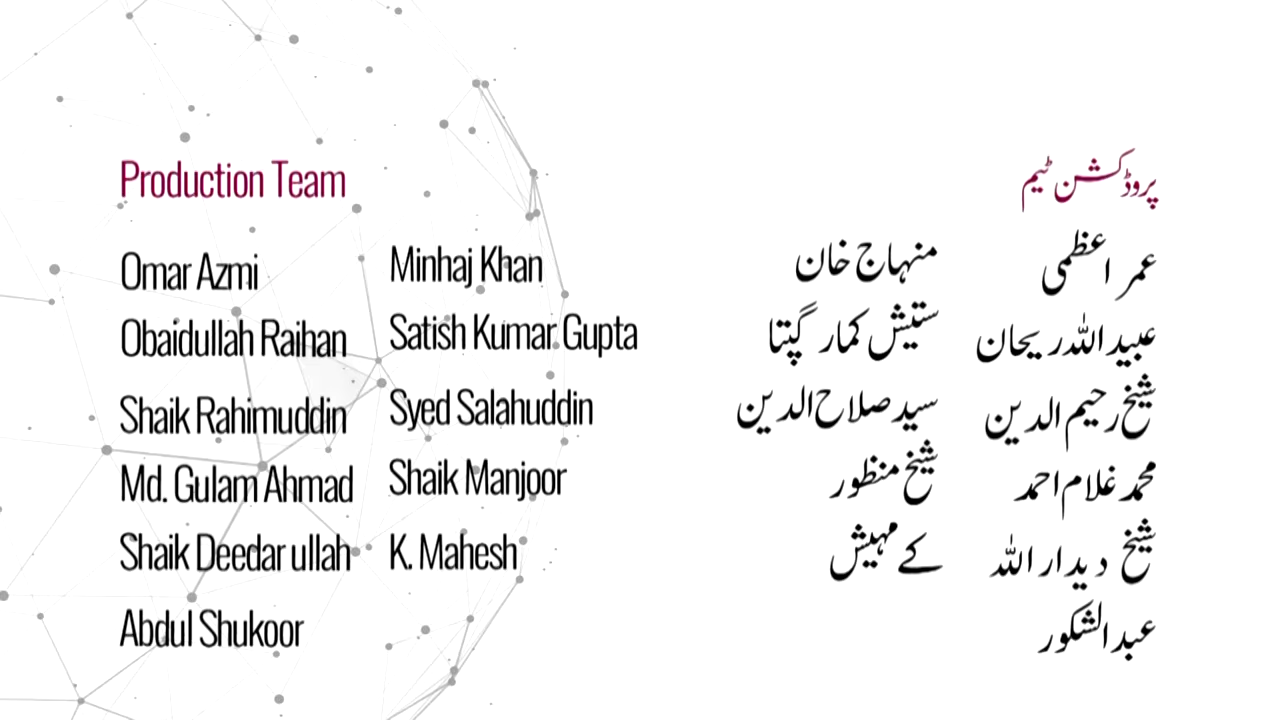 Production Team
Omar Azmi
Obaidullah Raihan
Shaik Rahimuddin
Md. Gulam Ahmad
Shaik Deedar ullah
Abdul Shukoor
Minhaj Khan
Satish Kumar Gupta
Syed Salahuddin
Shaik Manjoor
K. Mahesh
پروڈکشن ٹیم
عمر اعظمی
عبید اللہ ریحان
شیخ رحیم الدین
محمد غلام احمد
شیخ دیدار اللہ
عبدالشکور
منہاج خان
ستیش کمار گپتا
سید صلاح الدین
شیخ منظور
کے مہیش